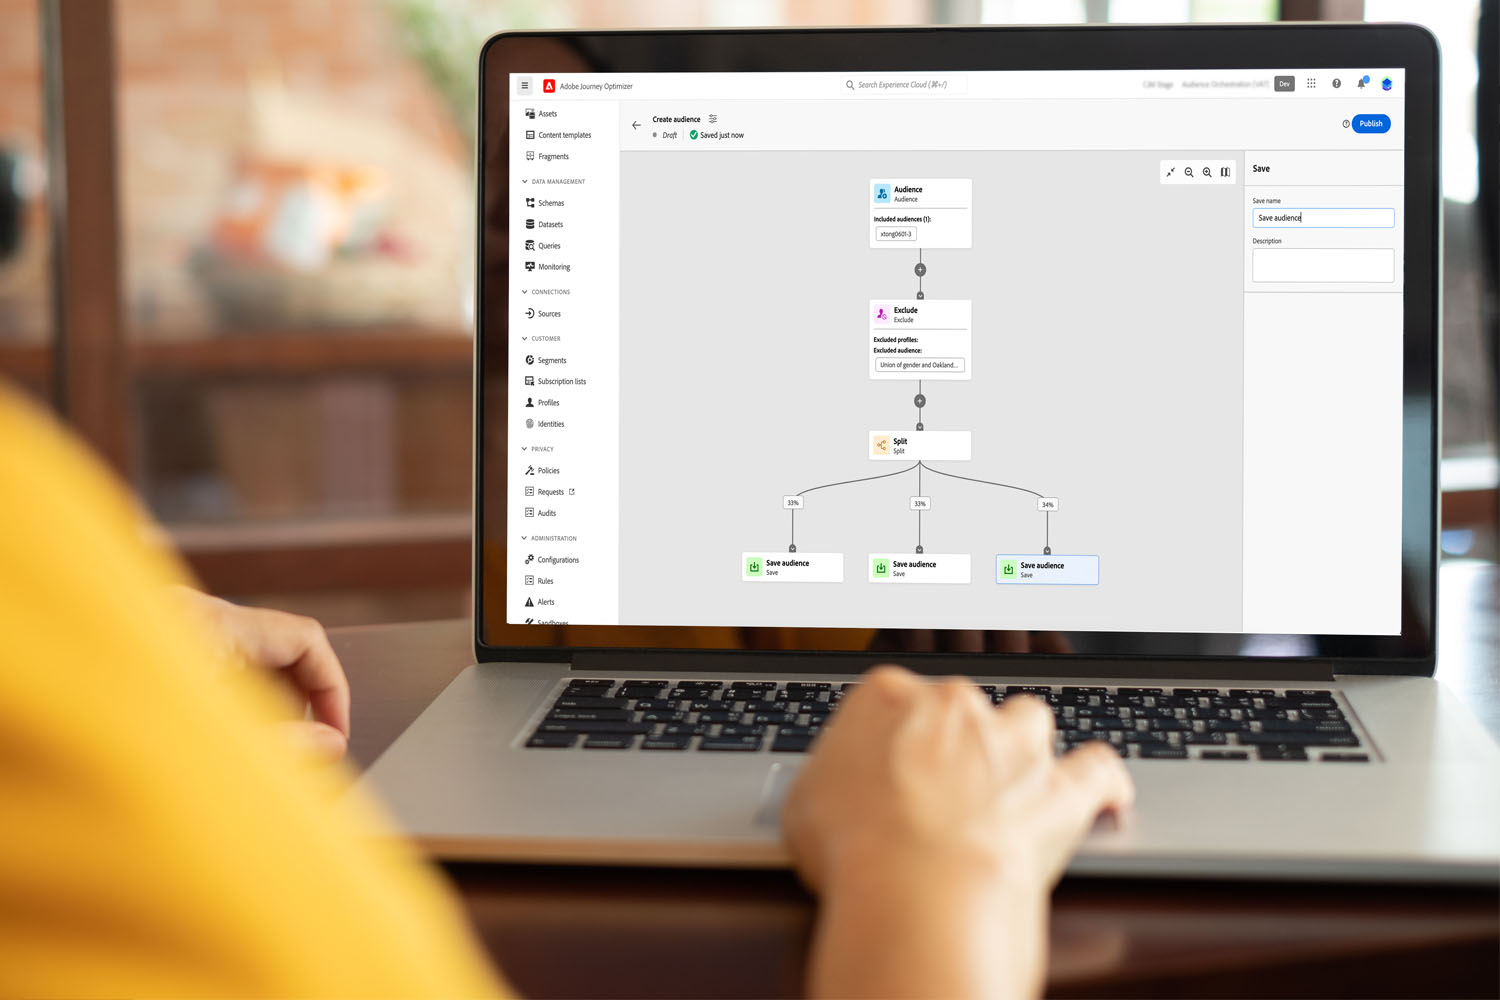 Adobe Journey Optimizer
Search Experience Cloud (⌘+/)
Dev
Assets
Content templates
Fragments
DATA MANAGEMENT
Schemas
Datasets
Queries
Monitoring
CONNECTIONS
Sources
CUSTOMER
Segments
Subscription lists
Profiles
Identities
PRIVACY
Policies
Requests
Audits
ADMINISTRATION
Configurations
Rules
Alerts
Sandboxes
Create audience
Draft
Saved just now
Publish
Audience
Audience
Included audiences (1):
xtong0601-3
Exclude
Exclude
Excluded profiles:
Excluded audience:
Union of gender and Oakland...
Split
Split
33%
33%
34%
Save audience
Save
Save audience
Save
Save audience
Save
Save
Save name
Save audience
Description